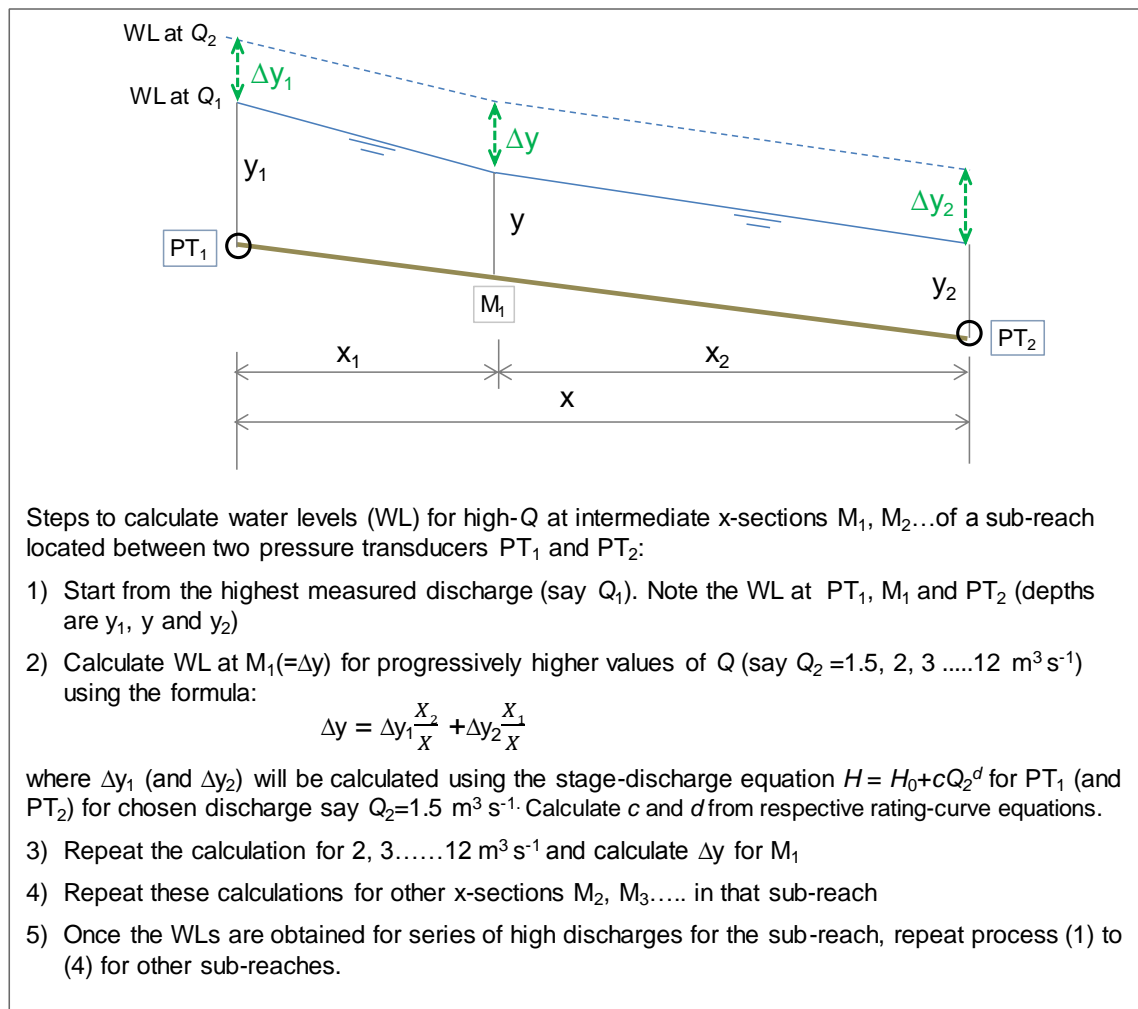 WL at Q₂
Δy₁
WL at Q₁
Δy
y₁
Δy₂
y
PT₁
y₂
M₁
PT₂
x₁
x₂
x
Steps to calculate water levels (WL) for high-Q at intermediate x-sections M₁, M₂...of a sub-reach
located between two pressure transducers PT₁ and PT₂:
1) Start from the highest measured discharge (say Q₁). Note the WL at PT₁, M₁ and PT₂ (depths
are y₁, y and y₂)
2) Calculate WL at M₁(=Δy) for progressively higher values of Q (say Q₂ =1.5, 2, 3 .....12 m³ s⁻¹)
using the formula:
Δy = Δy₁ X₂/X + Δy₂ X₁/X
where Δy₁ (and Δy₂) will be calculated using the stage-discharge equation H = H₀+cQ₂ᵈ for PT₁ (and
PT₂) for chosen discharge say Q₂=1.5 m³ s⁻¹· Calculate c and d from respective rating-curve equations.
3) Repeat the calculation for 2, 3……12 m³ s⁻¹ and calculate Δy for M₁
4) Repeat these calculations for other x-sections M₂, M₃….. in that sub-reach
5) Once the WLs are obtained for series of high discharges for the sub-reach, repeat process (1) to
(4) for other sub-reaches.